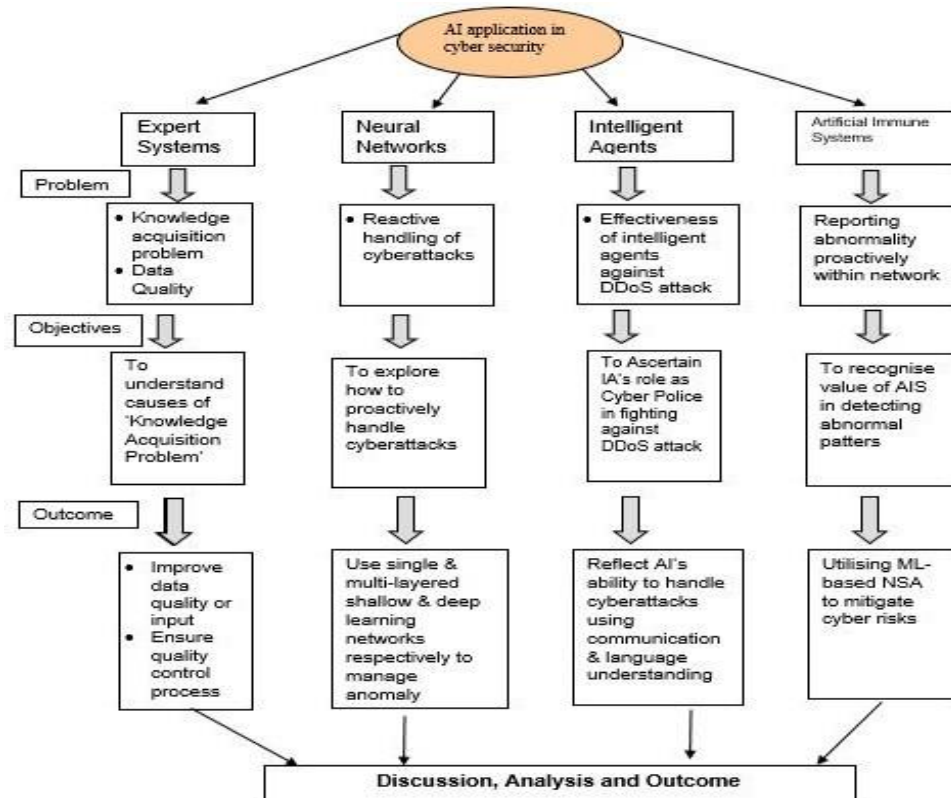 AI application in
cyber security
Expert
Systems
Neural
Networks
Intelligent
Agents
Artificial Immune
Systems
Problem
• Knowledge
acquisition
problem
• Data
Quality
• Reactive
handling of
cyberattacks
• Effectiveness
of intelligent
agents
against
DDoS attack
Reporting
abnormality
proactively
within network
Objectives
To
understand
causes of
‘Knowledge
Acquisition
Problem’
To explore
how to
proactively
handle
cyberattacks
To Ascertain
IA's role as
Cyber Police
in fighting
against
DDoS attack
To recognise
value of AIS
in detecting
abnormal
patters
Outcome
• Improve
data
quality or
input
• Ensure
quality
control
process
Use single &
multi-layered
shallow & deep
learning
networks
respectively to
manage
anomaly
Reflect AI's
ability to handle
cyberattacks
using
communication
& language
understanding
Utilising ML-
based NSA
to mitigate
cyber risks
Discussion, Analysis and Outcome